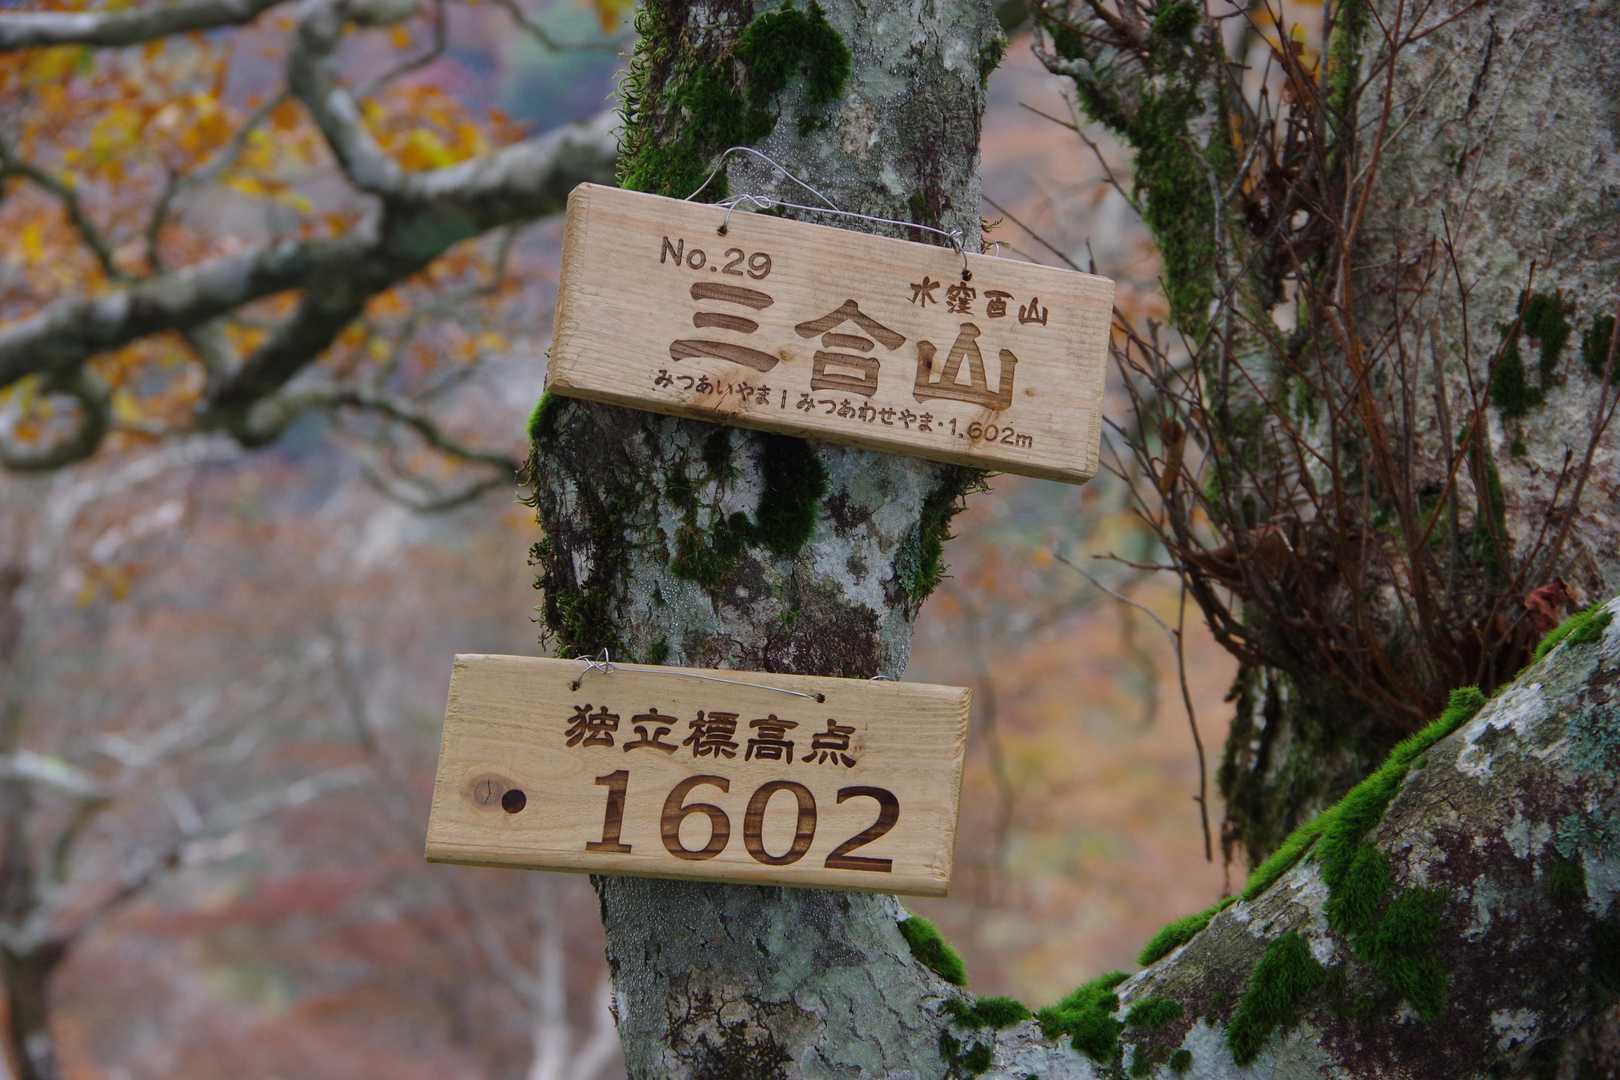 No.29
水窪百山
三合山
みつあいやま | みつあわせやま・1,602m
独立標高点
1602